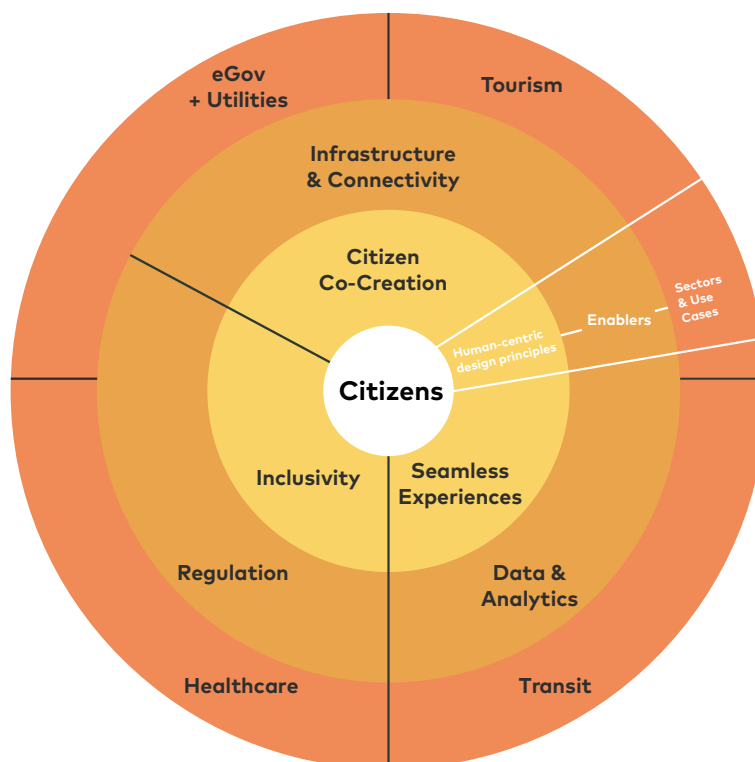 eGov
+ Utilities
Tourism
Infrastructure
& Connectivity
Citizen
Co-Creation
Sectors
& Use
Cases
Enablers
Human-centric
design principles
Citizens
Inclusivity
Seamless
Experiences
Regulation
Data &
Analytics
Healthcare
Transit